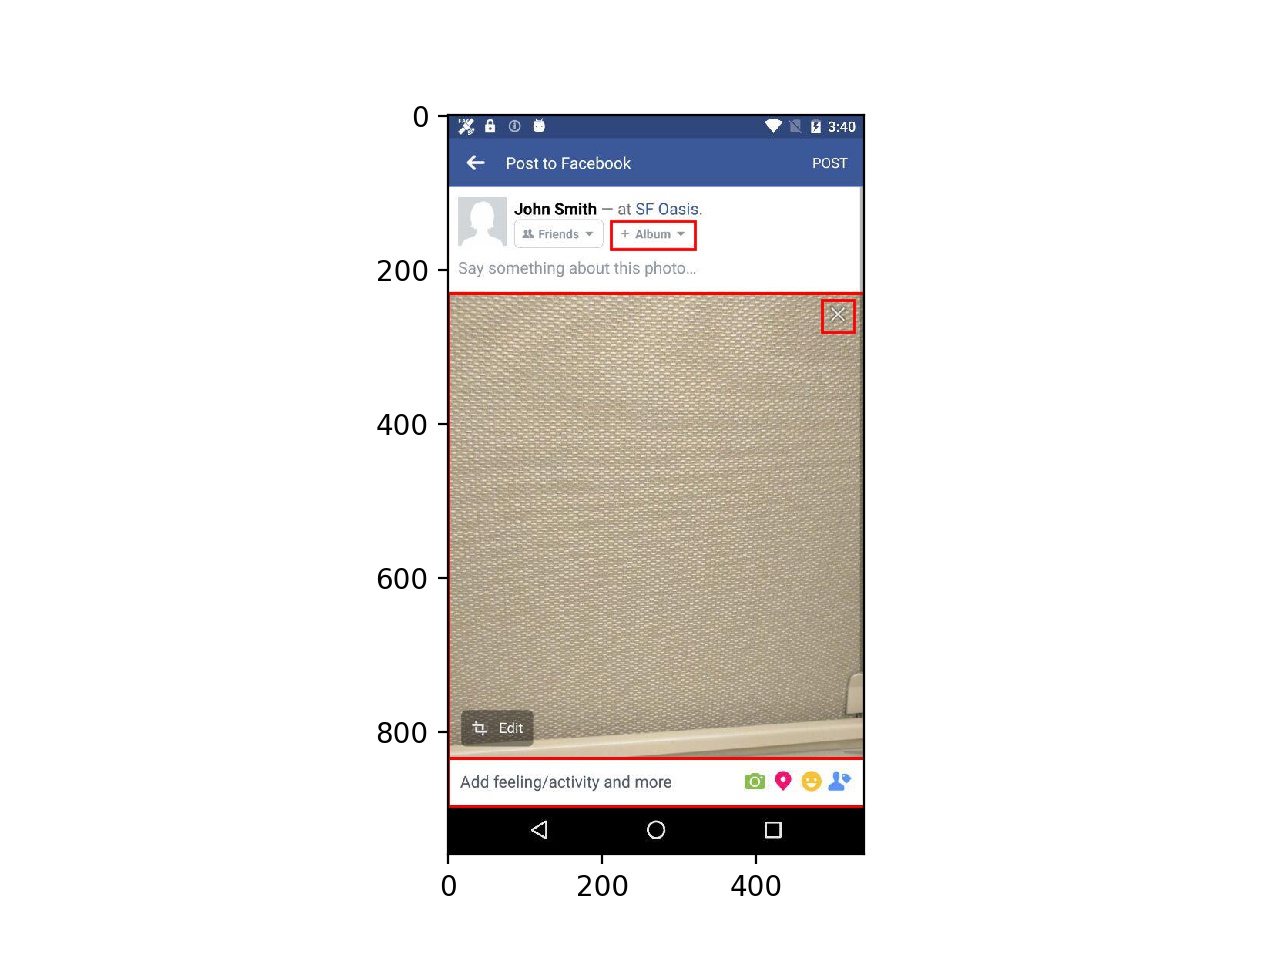 0
3:40
Post to Facebook
POST
John Smith — at SF Oasis.
Friends
+ Album
200
Say something about this photo...
400
600
800
Edit
Add feeling/activity and more
0
200
400